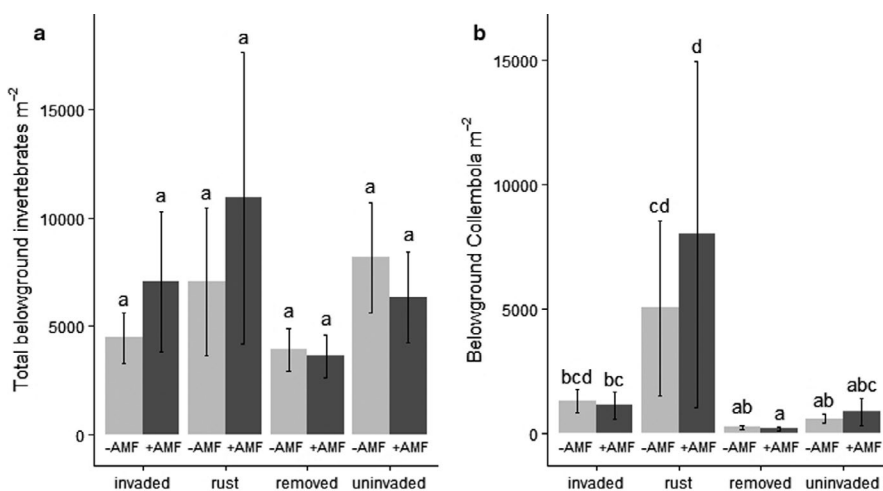 a
Total belowground invertebrates m⁻²
15000
10000
5000
0
a a a a a a a a
-AMF +AMF -AMF +AMF -AMF +AMF -AMF +AMF
invaded rust removed uninvaded
b
Belowground Collembola m⁻²
15000
10000
5000
0
bcd bc cd d ab a ab abc
-AMF +AMF -AMF +AMF -AMF +AMF -AMF +AMF
invaded rust removed uninvaded